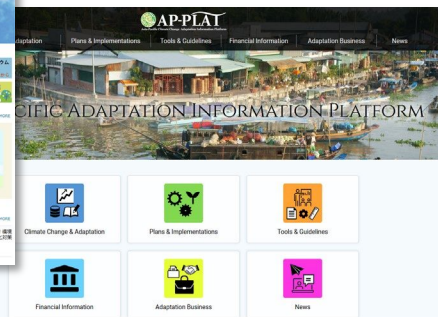 AP-PLAT
Asia-Pacific Climate Change Adaptation Information Platform
daptation
Plans & Implementations
Tools & Guidelines
Financial Information
Adaptation Business
News
CIFIC ADAPTATION INFORMATION PLATFORM
Climate Change & Adaptation
Plans & Implementations
Tools & Guidelines
Financial Information
Adaptation Business
News